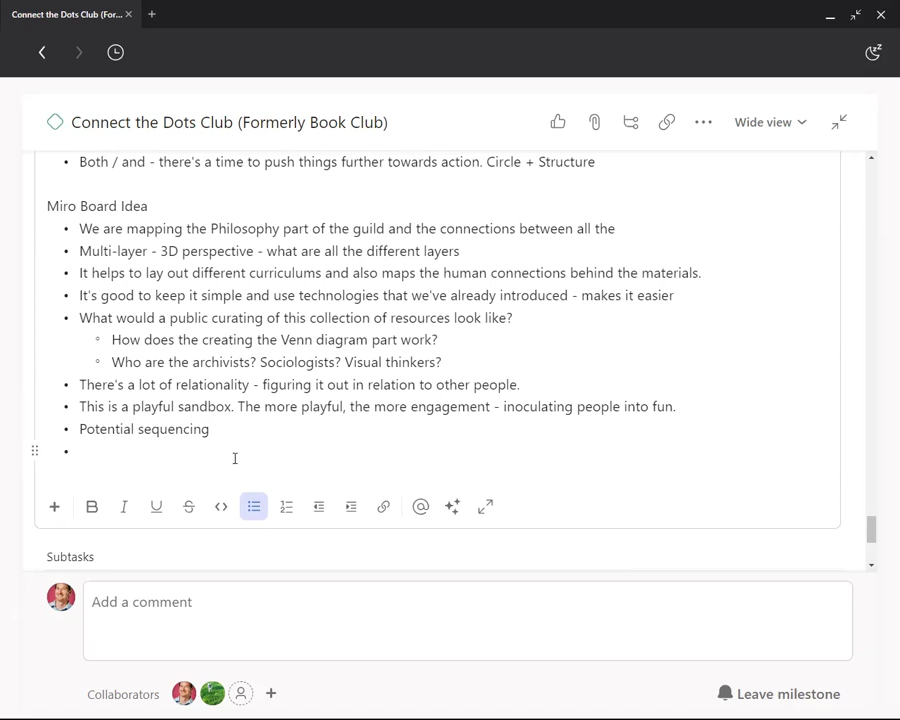 Connect the Dots Club (For...
Connect the Dots Club (Formerly Book Club)
Wide view
Both / and - there's a time to push things further towards action. Circle + Structure
Miro Board Idea
We are mapping the Philosophy part of the guild and the connections between all the
Multi-layer - 3D perspective - what are all the different layers
It helps to lay out different curriculums and also maps the human connections behind the materials.
It's good to keep it simple and use technologies that we've already introduced - makes it easier
What would a public curating of this collection of resources look like?
How does the creating the Venn diagram part work?
Who are the archivists? Sociologists? Visual thinkers?
There's a lot of relationality - figuring it out in relation to other people.
This is a playful sandbox. The more playful, the more engagement - inoculating people into fun.
Potential sequencing
Subtasks
Add a comment
Collaborators
Leave milestone